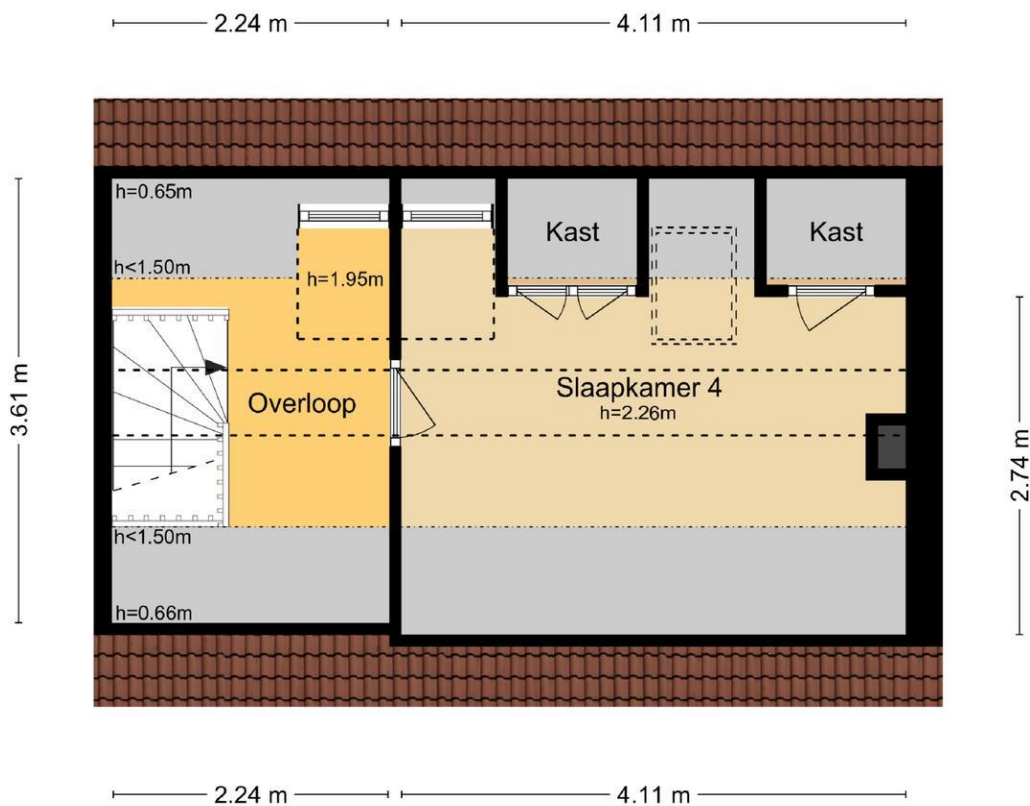 2.24 m
4.11 m
h=0.65m
h<1.50m
h=1.95m
Kast
Kast
3.61 m
Overloop
Slaapkamer 4
h=2.26m
2.74 m
h<1.50m
h=0.66m
2.24 m
4.11 m